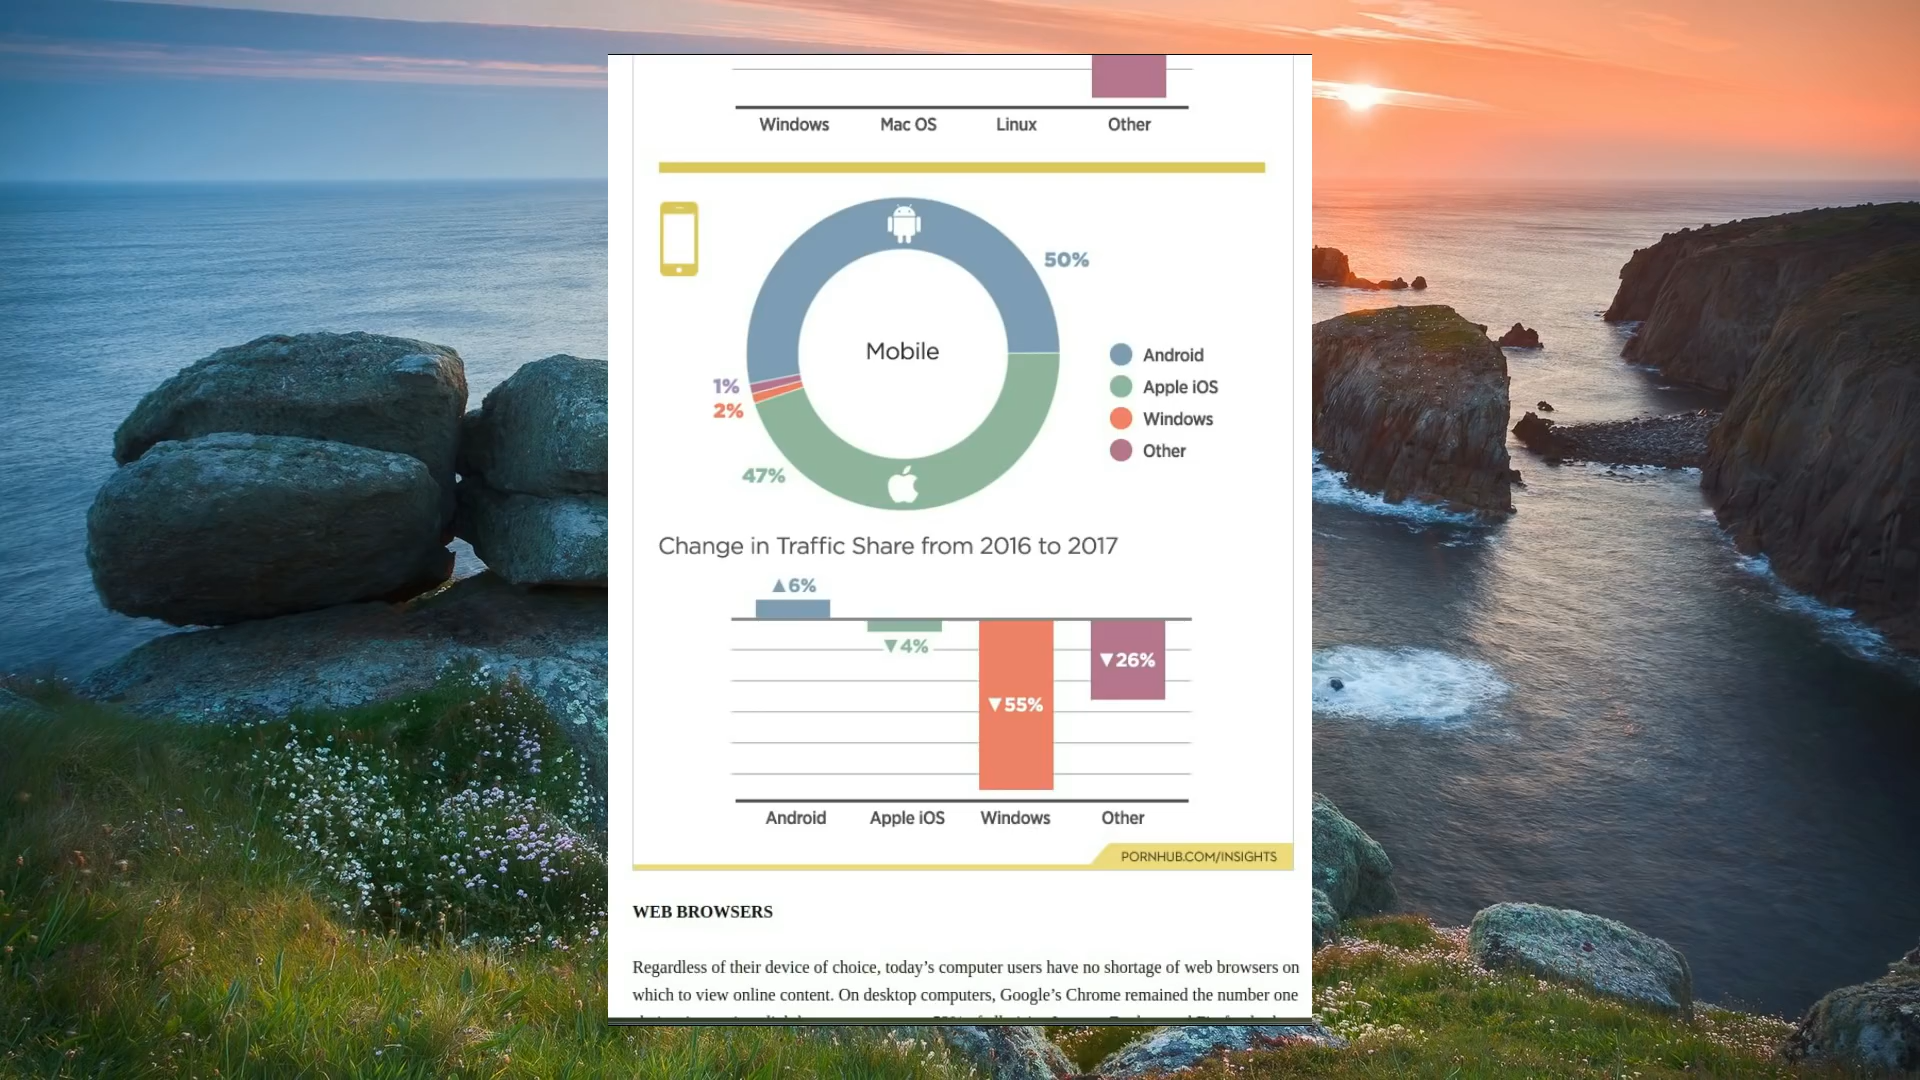 Windows Mac OS Linux Other
50%
Mobile
Android
1%
Apple iOS
2%
Windows
Other
47%
Change in Traffic Share from 2016 to 2017
▲6%
▼4%
▼26%
▼55%
Android Apple iOS Windows Other
PORNHUB.COM/INSIGHTS
WEB BROWSERS
Regardless of their device of choice, today’s computer users have no shortage of web browsers on
which to view online content. On desktop computers, Google’s Chrome remained the number one